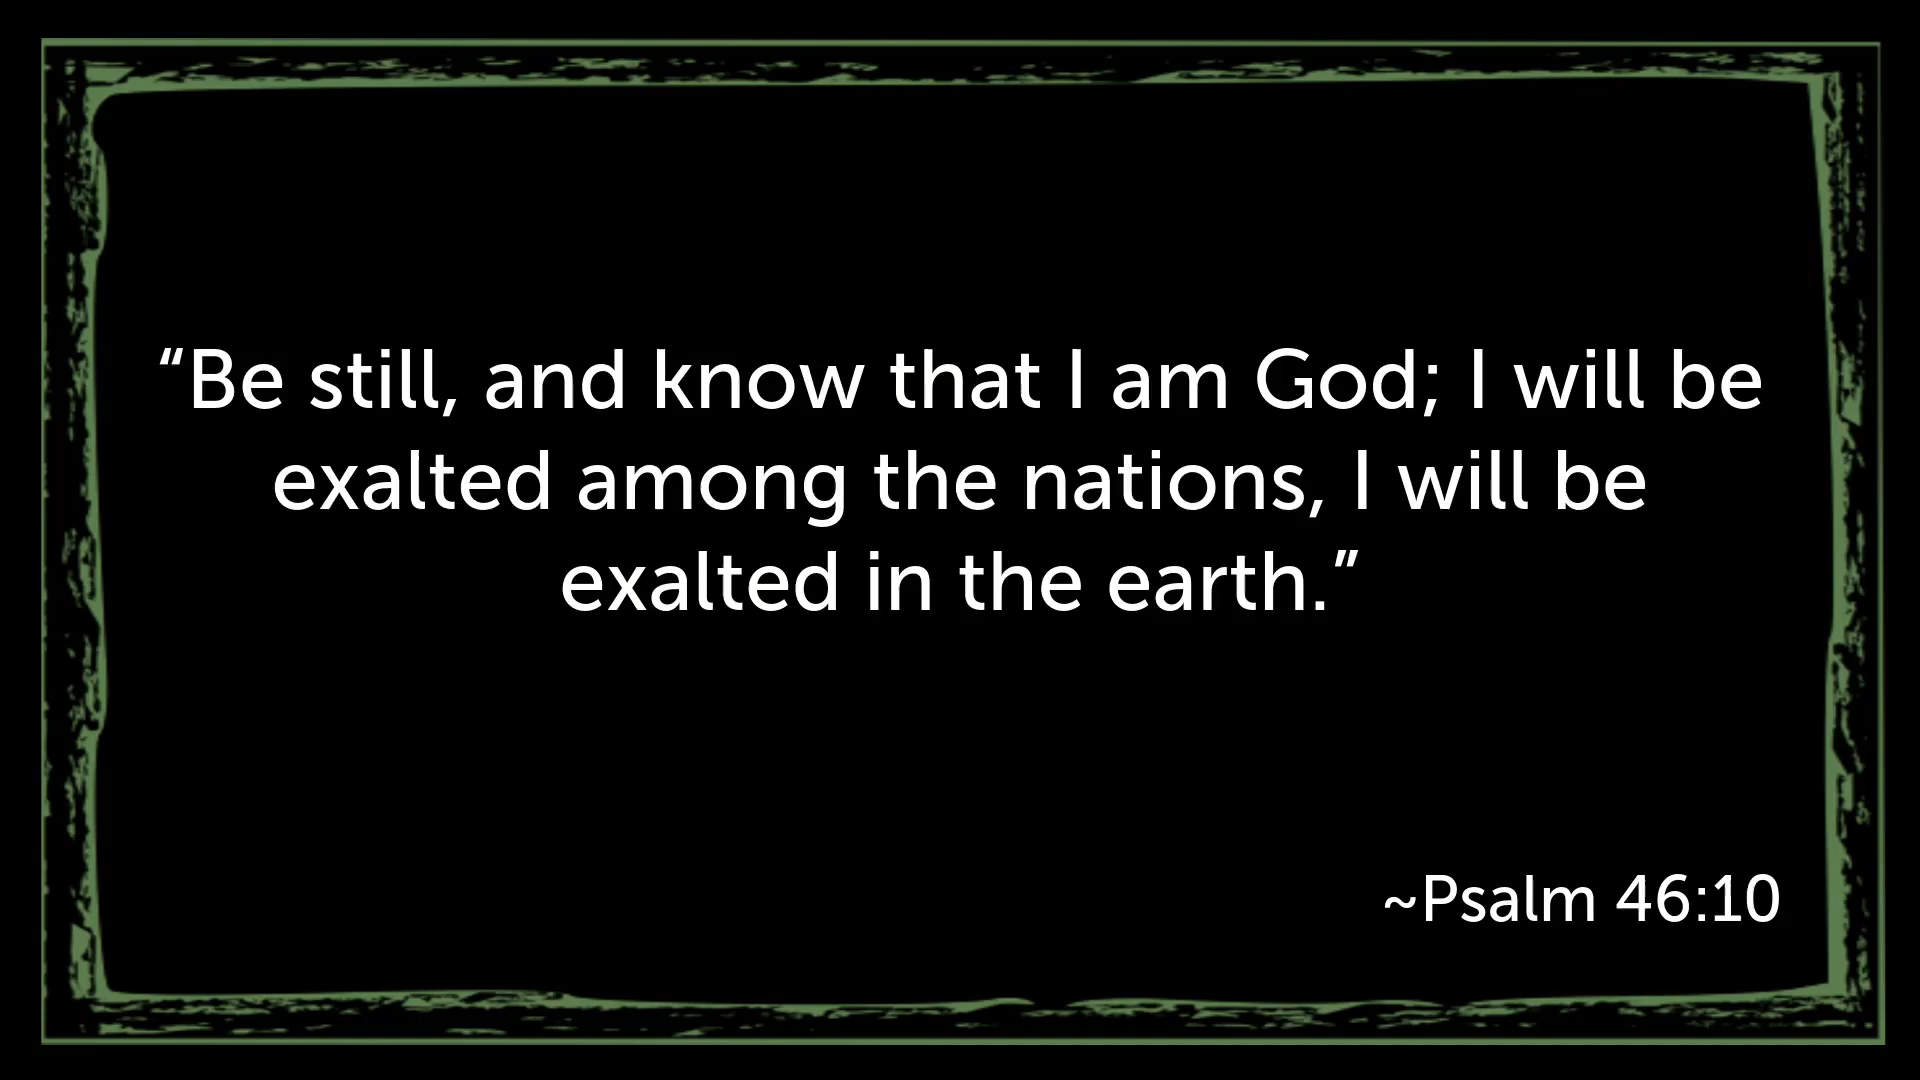 “Be still, and know that I am God; I will be
exalted among the nations, I will be
exalted in the earth.”
~Psalm 46:10